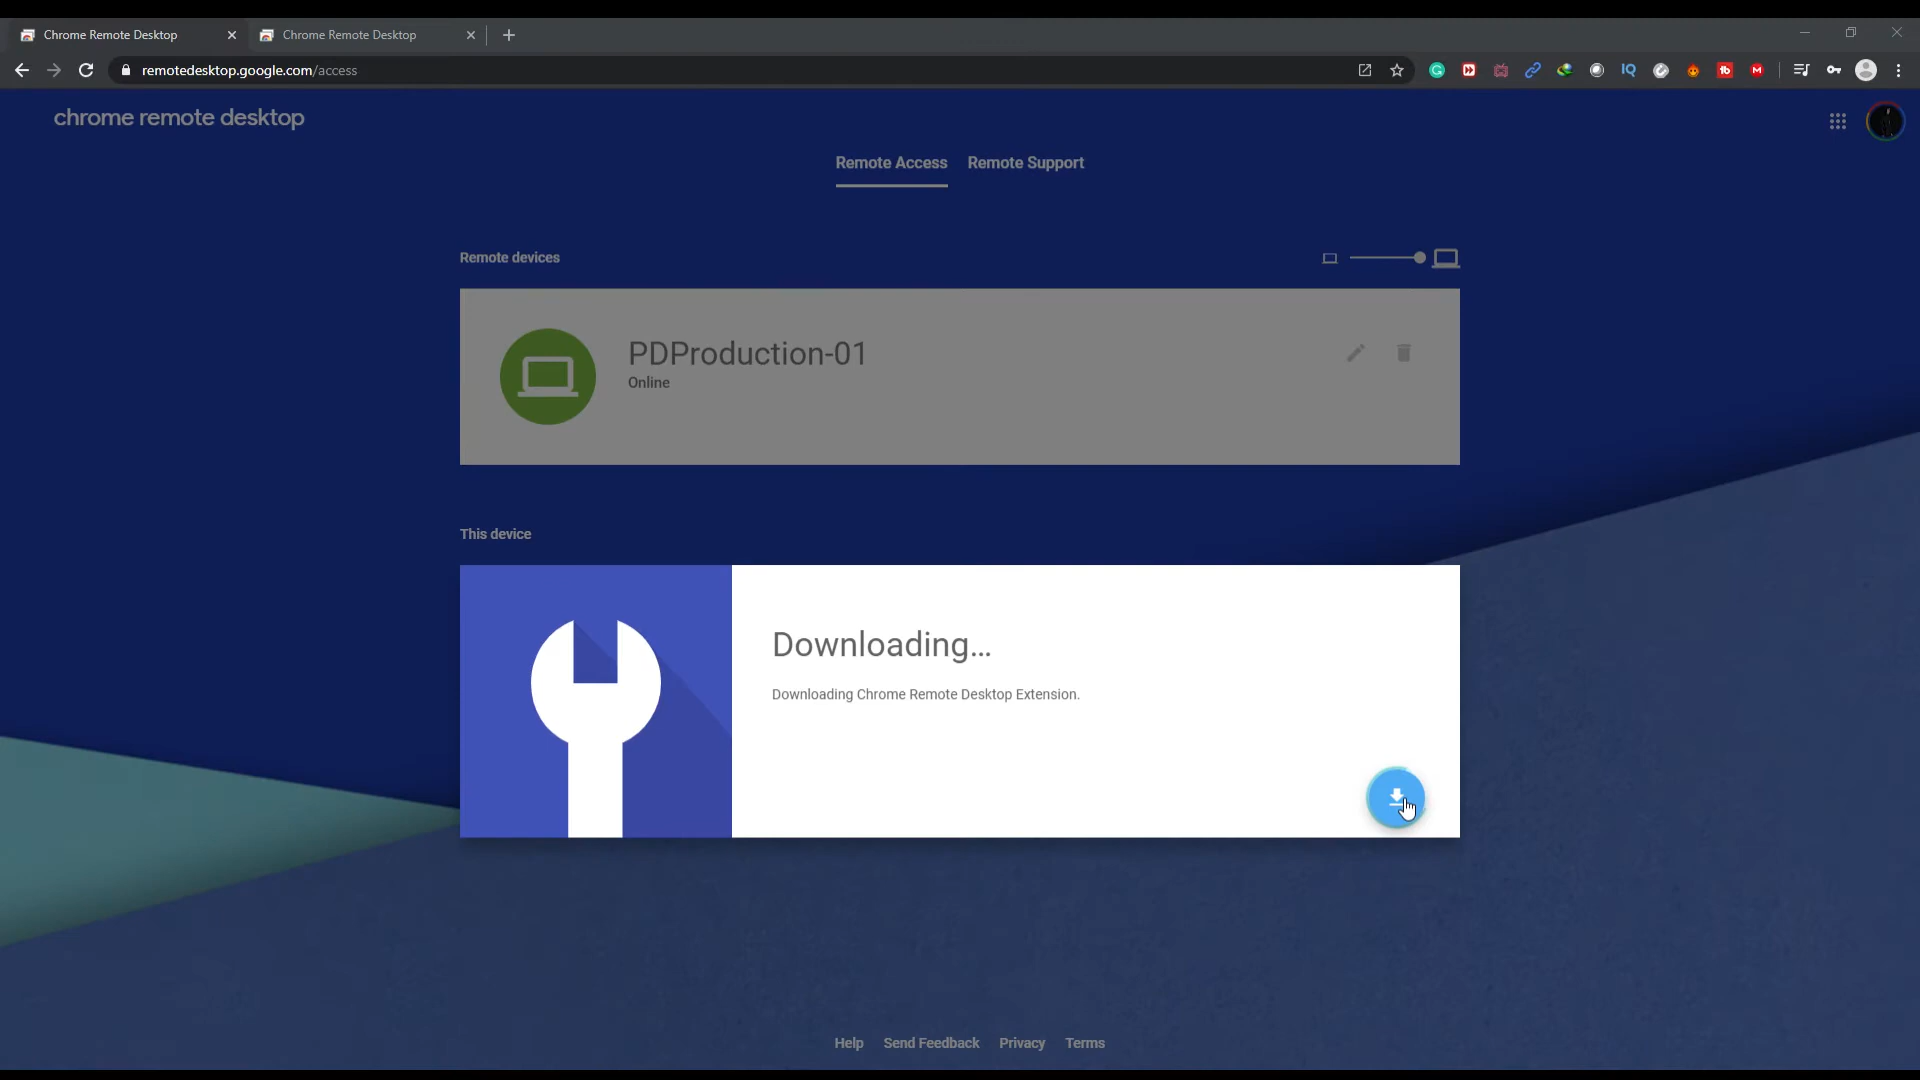 Chrome Remote Desktop
Chrome Remote Desktop
remotedesktop.google.com/access
IQ
chrome remote desktop
Remote Access
Remote Support
Remote devices
PDProduction-01
Online
This device
Downloading...
Downloading Chrome Remote Desktop Extension.
Help
Send Feedback
Privacy
Terms